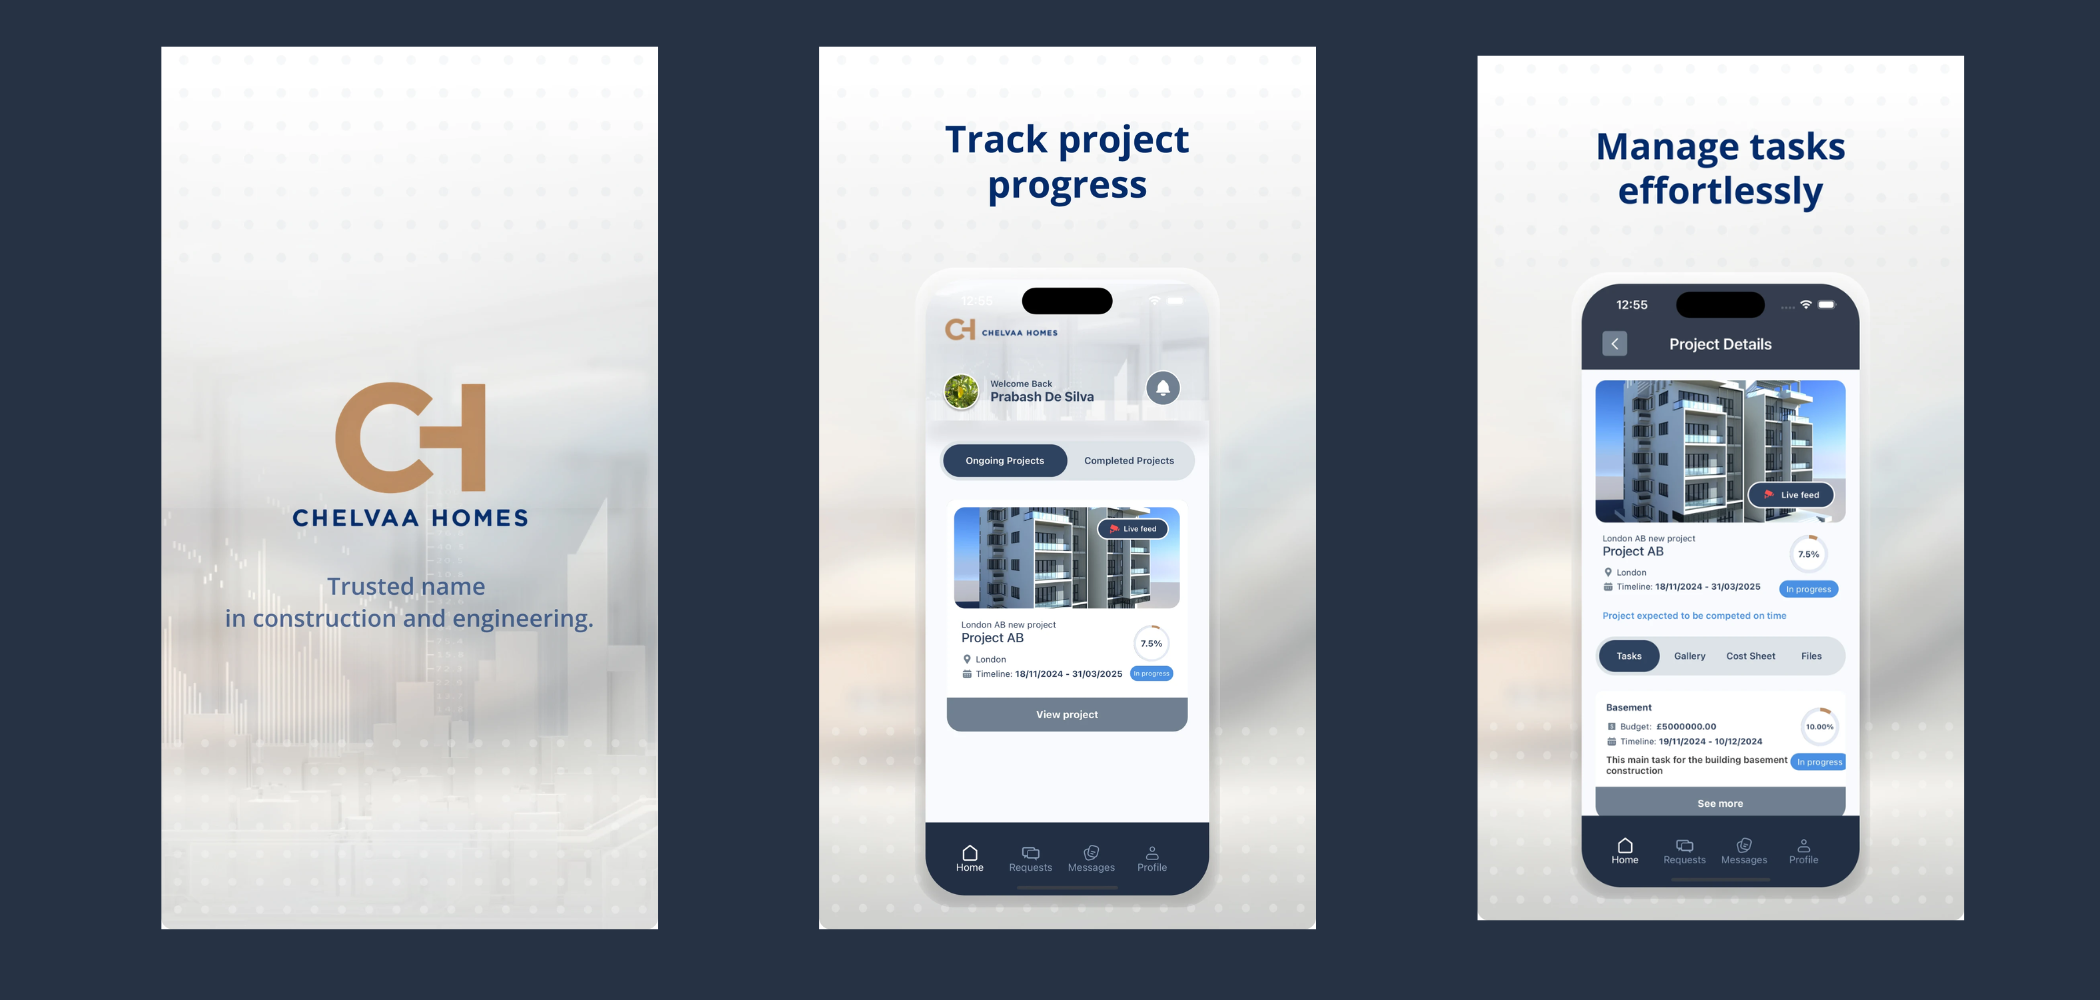 CH
CHELVAA HOMES
Trusted name
in construction and engineering.
Track project
progress
12:55
CH CHELVAA HOMES
Welcome Back
Prabash De Silva
Ongoing Projects
Completed Projects
Live feed
London AB new project
Project AB
7.5%
London
Timeline: 18/11/2024 - 31/03/2025
In progress
View project
Home
Requests
Messages
Profile
Manage tasks
effortlessly
12:55
Project Details
Live feed
London AB new project
Project AB
7.5%
London
Timeline: 18/11/2024 - 31/03/2025
In progress
Project expected to be competed on time
Tasks
Gallery
Cost Sheet
Files
Basement
Budget: £5000000.00
10.00%
Timeline: 19/11/2024 - 10/12/2024
This main task for the building basement
construction
In progress
See more
Home
Requests
Messages
Profile